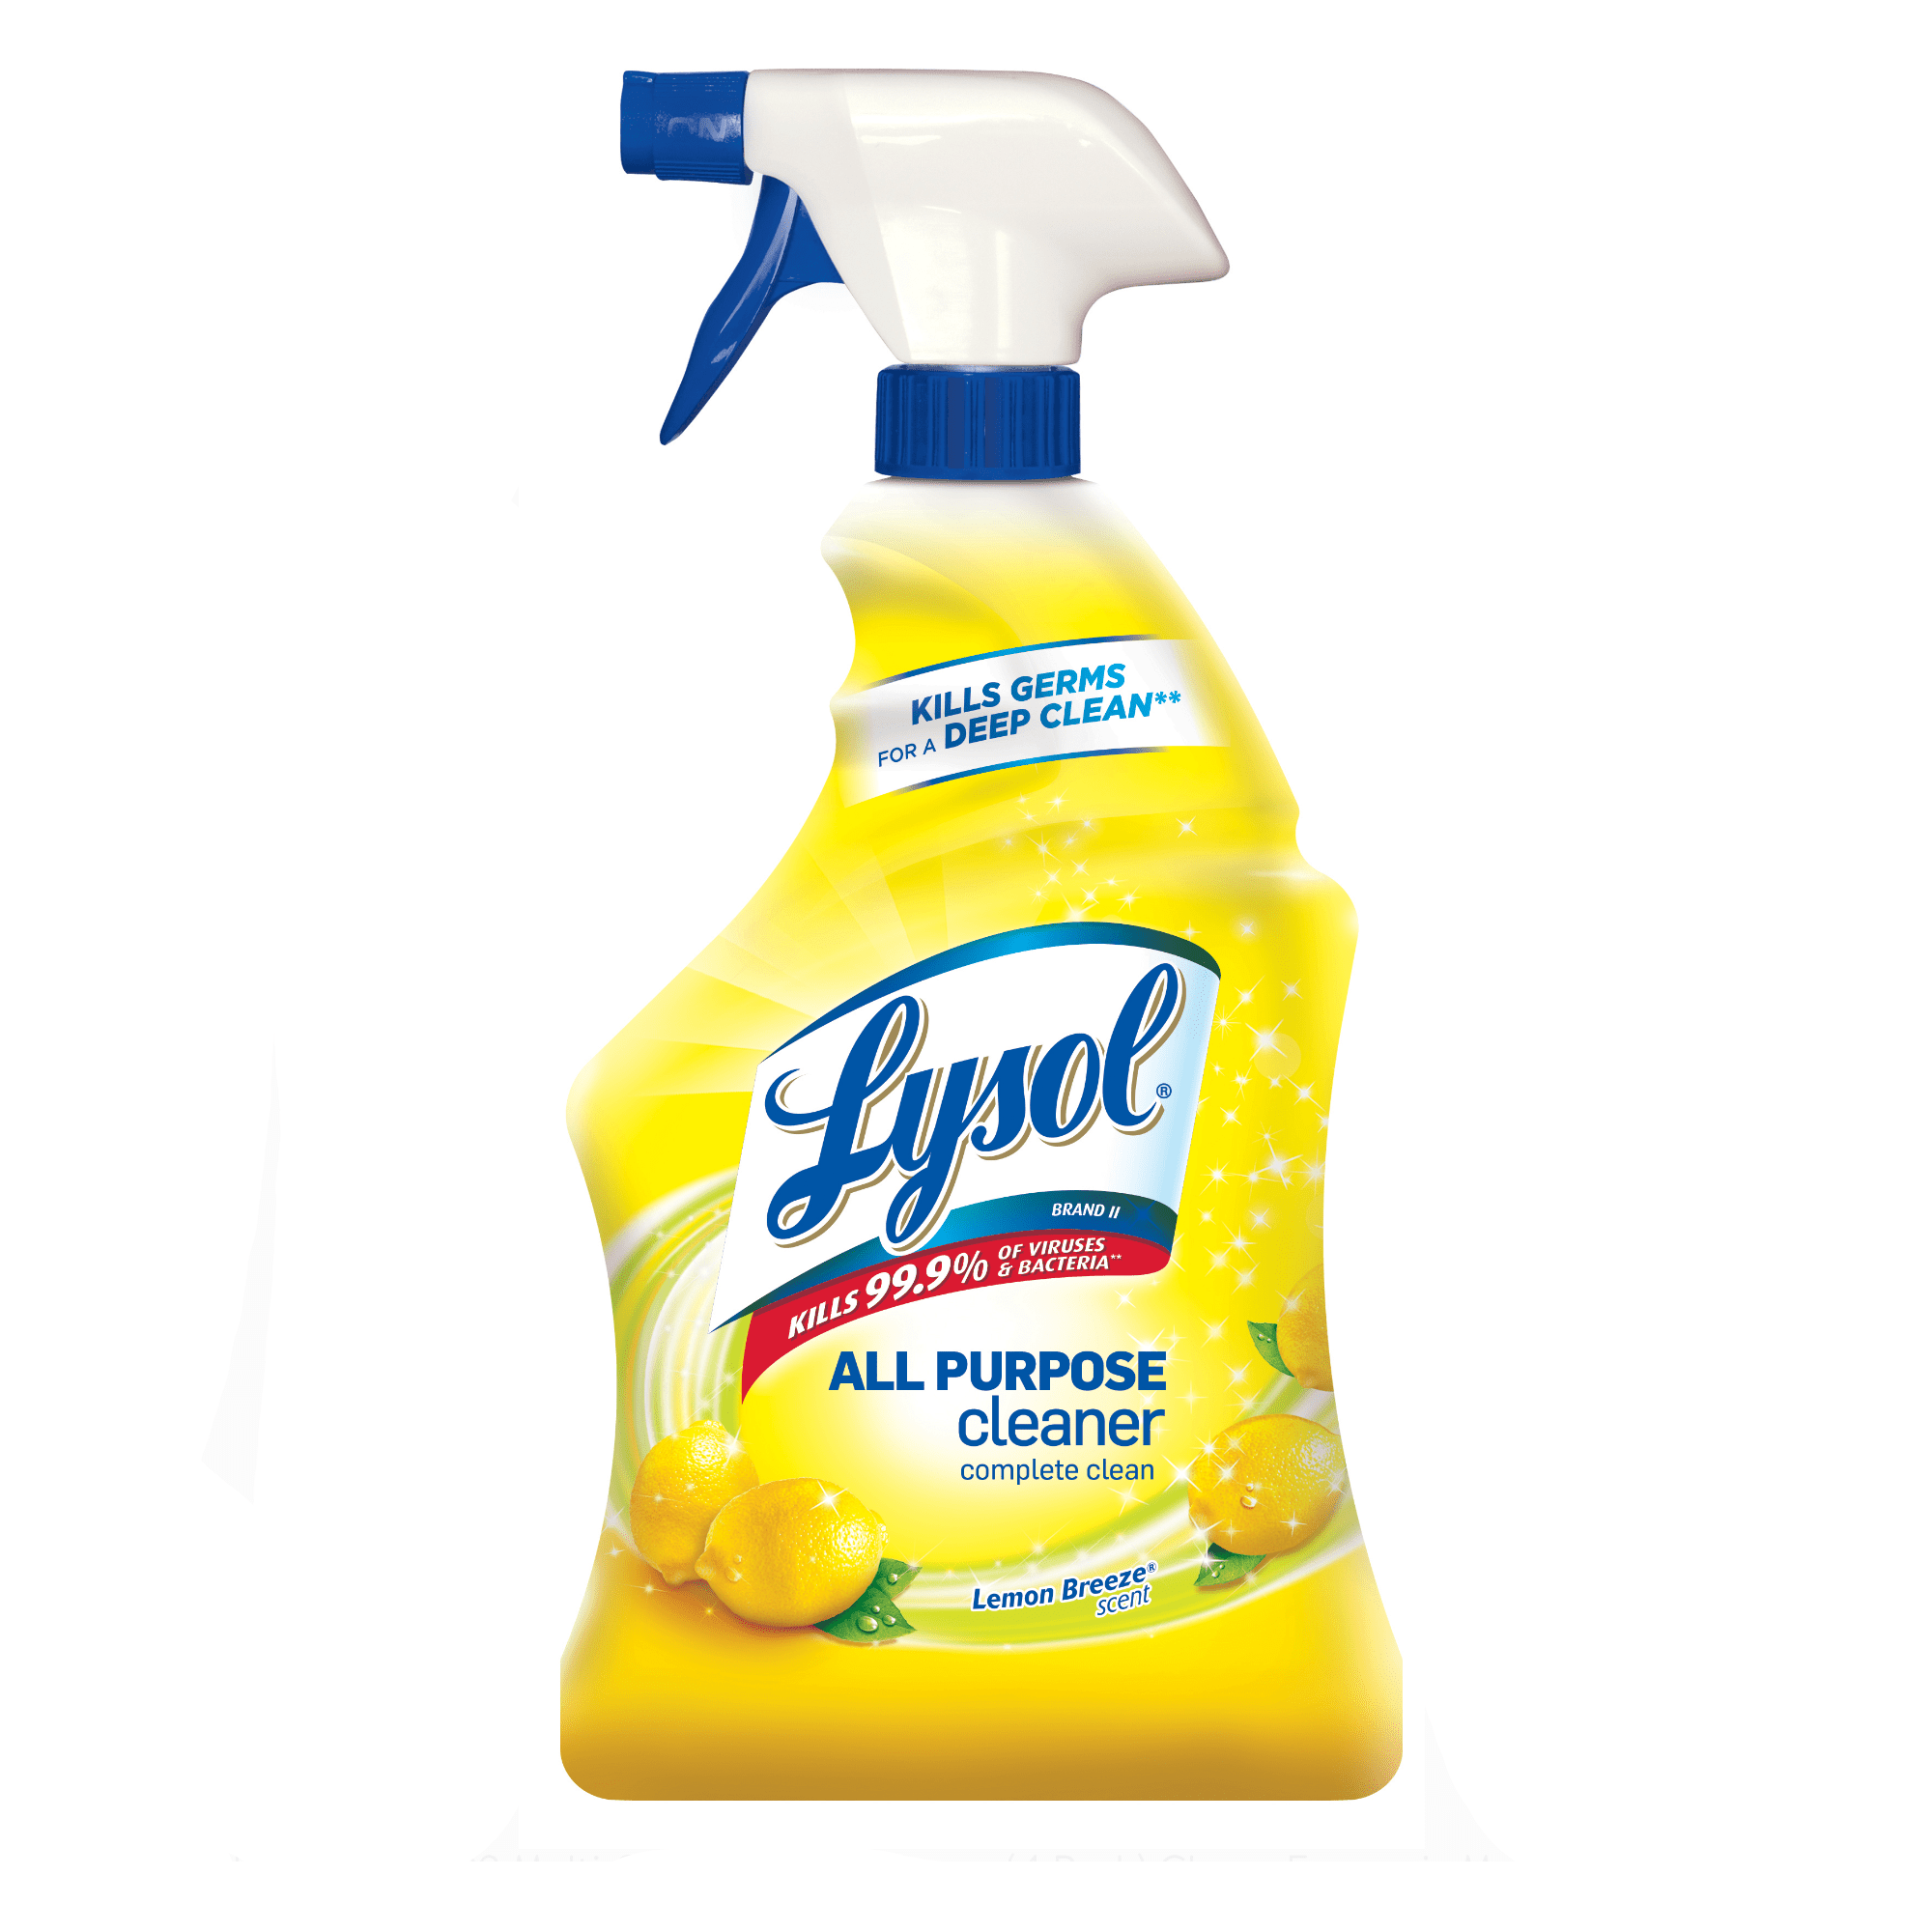 ON
KILLS GERMS
FOR A DEEP CLEAN**
Lysol®
BRAND II
KILLS 99.9% OF VIRUSES
& BACTERIA**
ALL PURPOSE
cleaner
complete clean
Lemon Breeze®
scent